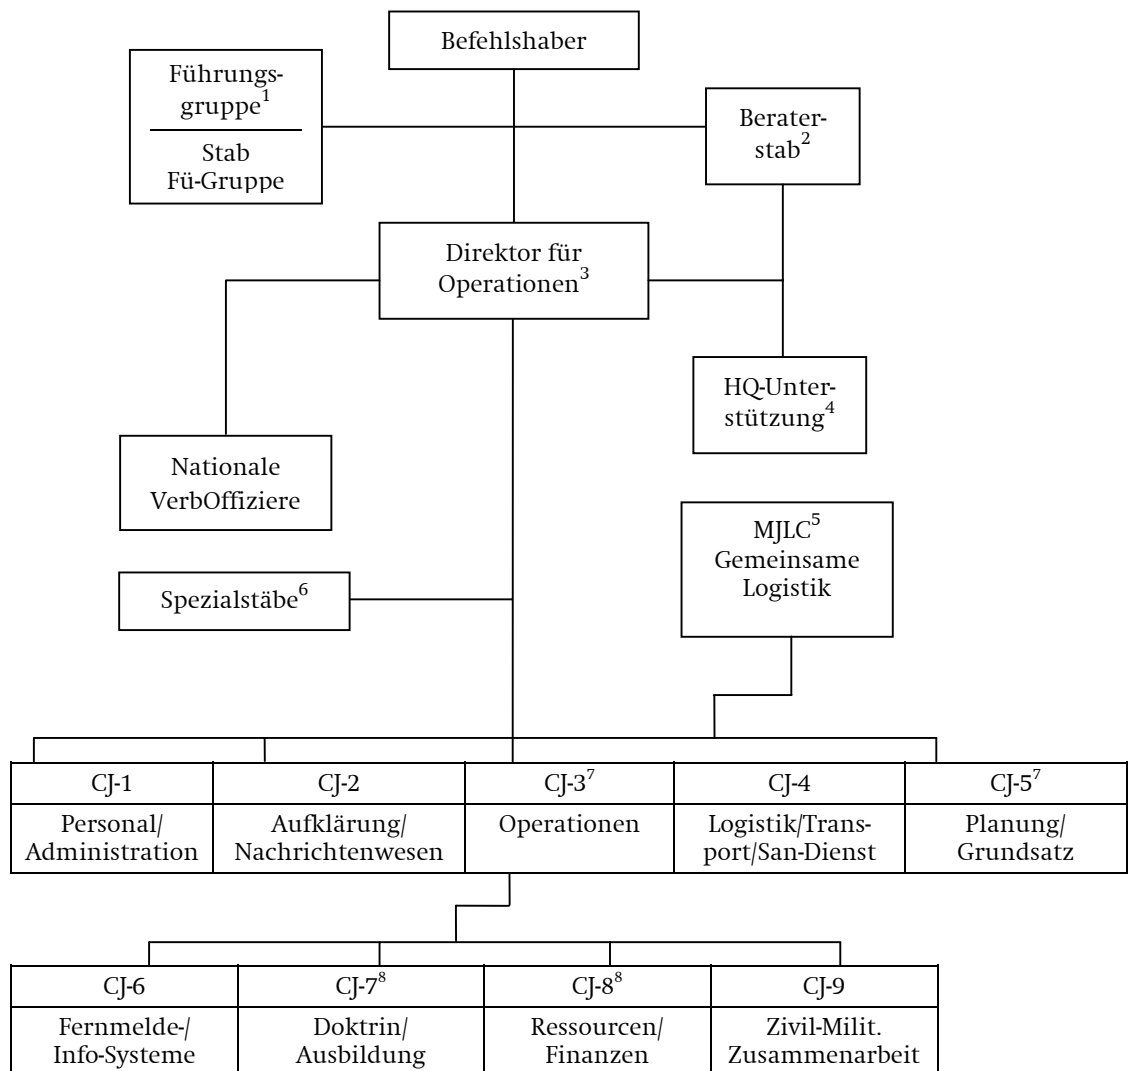 Befehlshaber
Führungs-
gruppe¹
Stab
Fü-Gruppe
Berater-
stab²
Direktor für
Operationen³
HQ-Unter-
stützung⁴
Nationale
VerbOffiziere
MJLC⁵
Gemeinsame
Logistik
Spezialstäbe⁶
CJ-1 CJ-2 CJ-3⁷ CJ-4 CJ-5⁷
Personal/ Aufklärung/ Operationen Logistik/Trans- Planung/
Administration Nachrichtenwesen port/San-Dienst Grundsatz
CJ-6 CJ-7⁸ CJ-8⁸ CJ-9
Fernmelde-/ Doktrin/ Ressourcen/ Zivil-Milit.
Info-Systeme Ausbildung Finanzen Zusammenarbeit